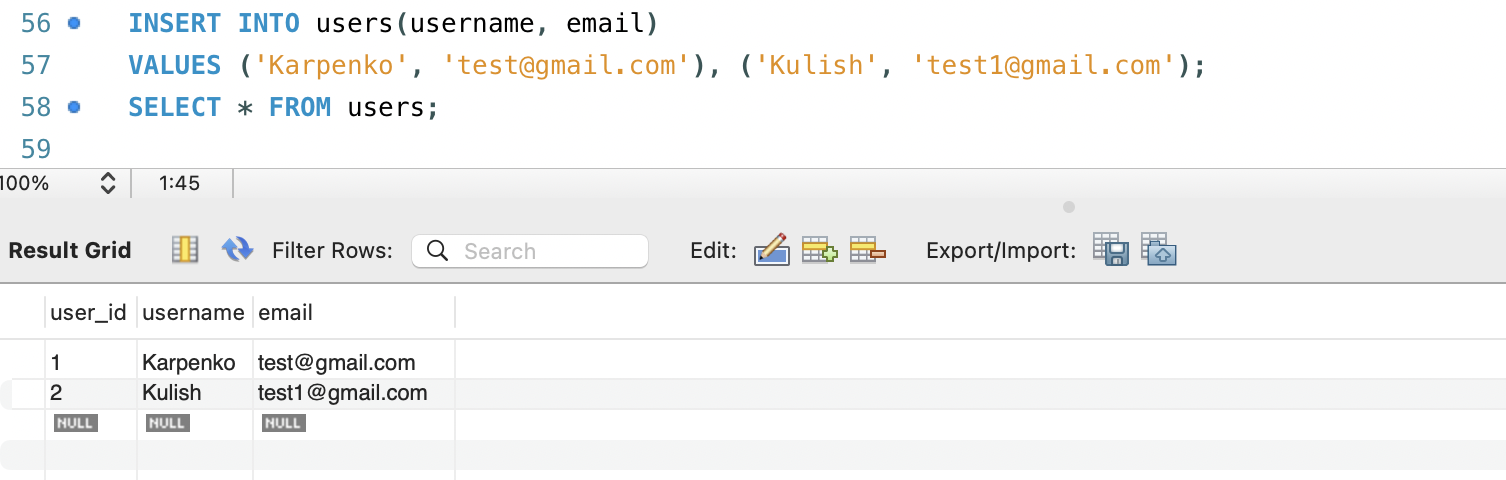 56 INSERT INTO users(username, email)
57 VALUES ('Karpenko', 'test@gmail.com'), ('Kulish', 'test1@gmail.com');
58 SELECT * FROM users;
59
100% 1:45
Result Grid Filter Rows: Search Edit: Export/Import:
user_id username email
1 Karpenko test@gmail.com
2 Kulish test1@gmail.com
NULL NULL NULL